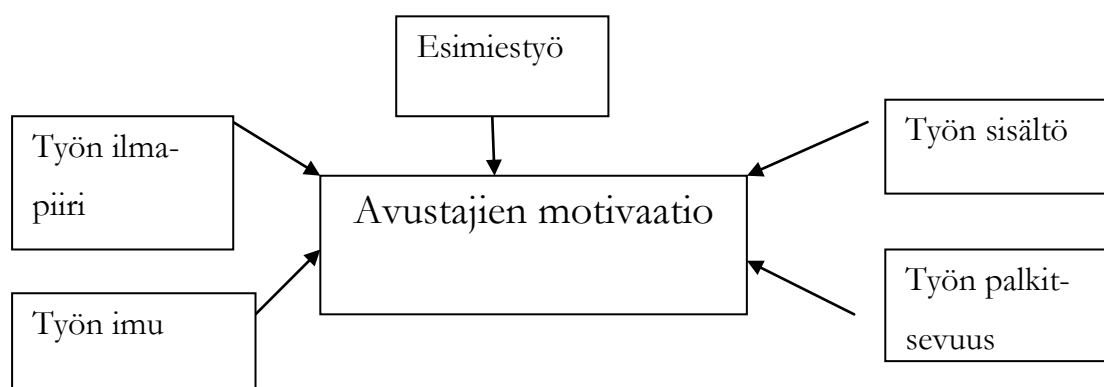 Esimiestyö
Työn ilma-
piiri
Työn sisältö
Avustajien motivaatio
Työn imu
Työn palkit-
sevuus